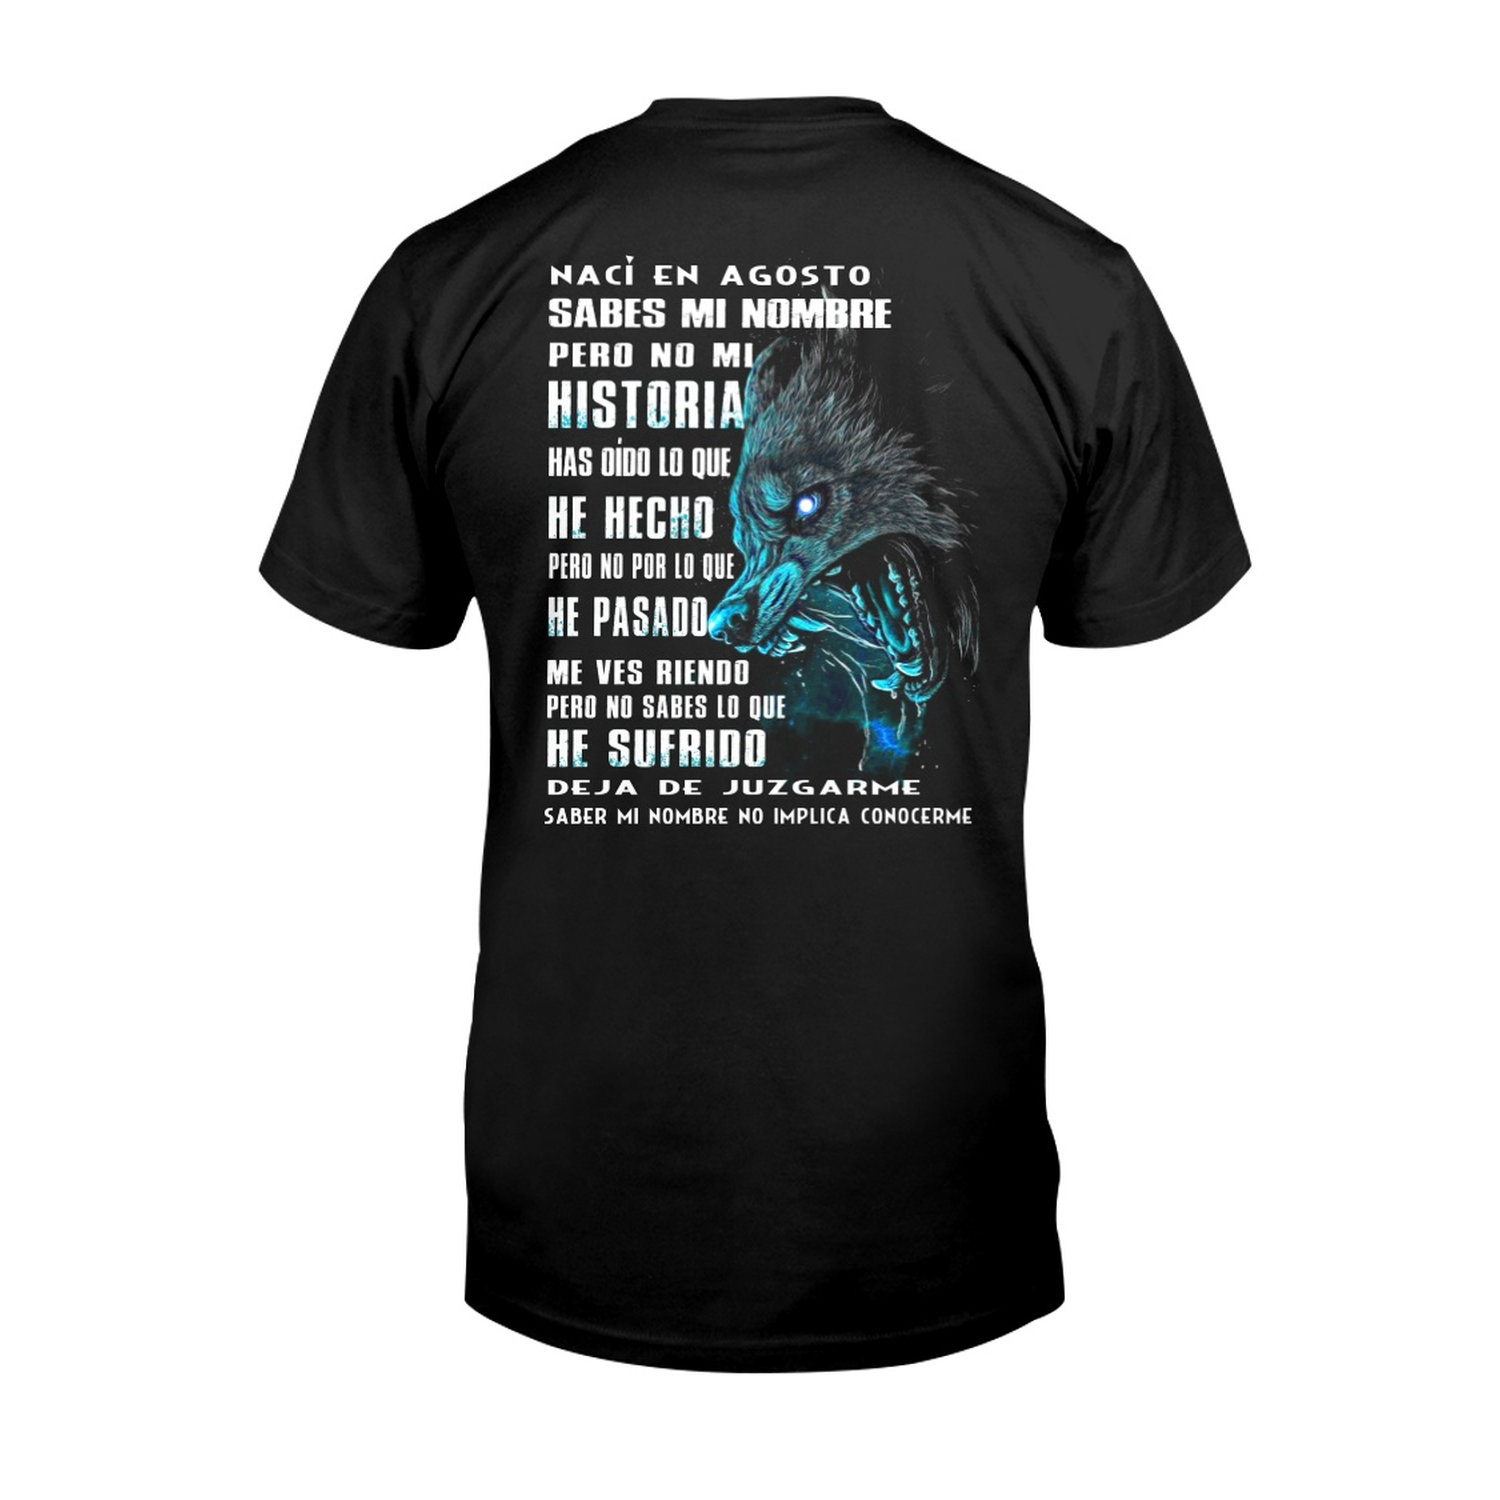 NACÍ EN AGOSTO
SABES MI NOMBRE
PERO NO MI
HISTORIA
HAS OÍDO LO QUE
HE HECHO
PERO NO POR LO QUE
HE PASADO
ME VES RIENDO
PERO NO SABES LO QUE
HE SUFRIDO
DEJA DE JUZGARME
SABER MI NOMBRE NO IMPLICA CONOCERME